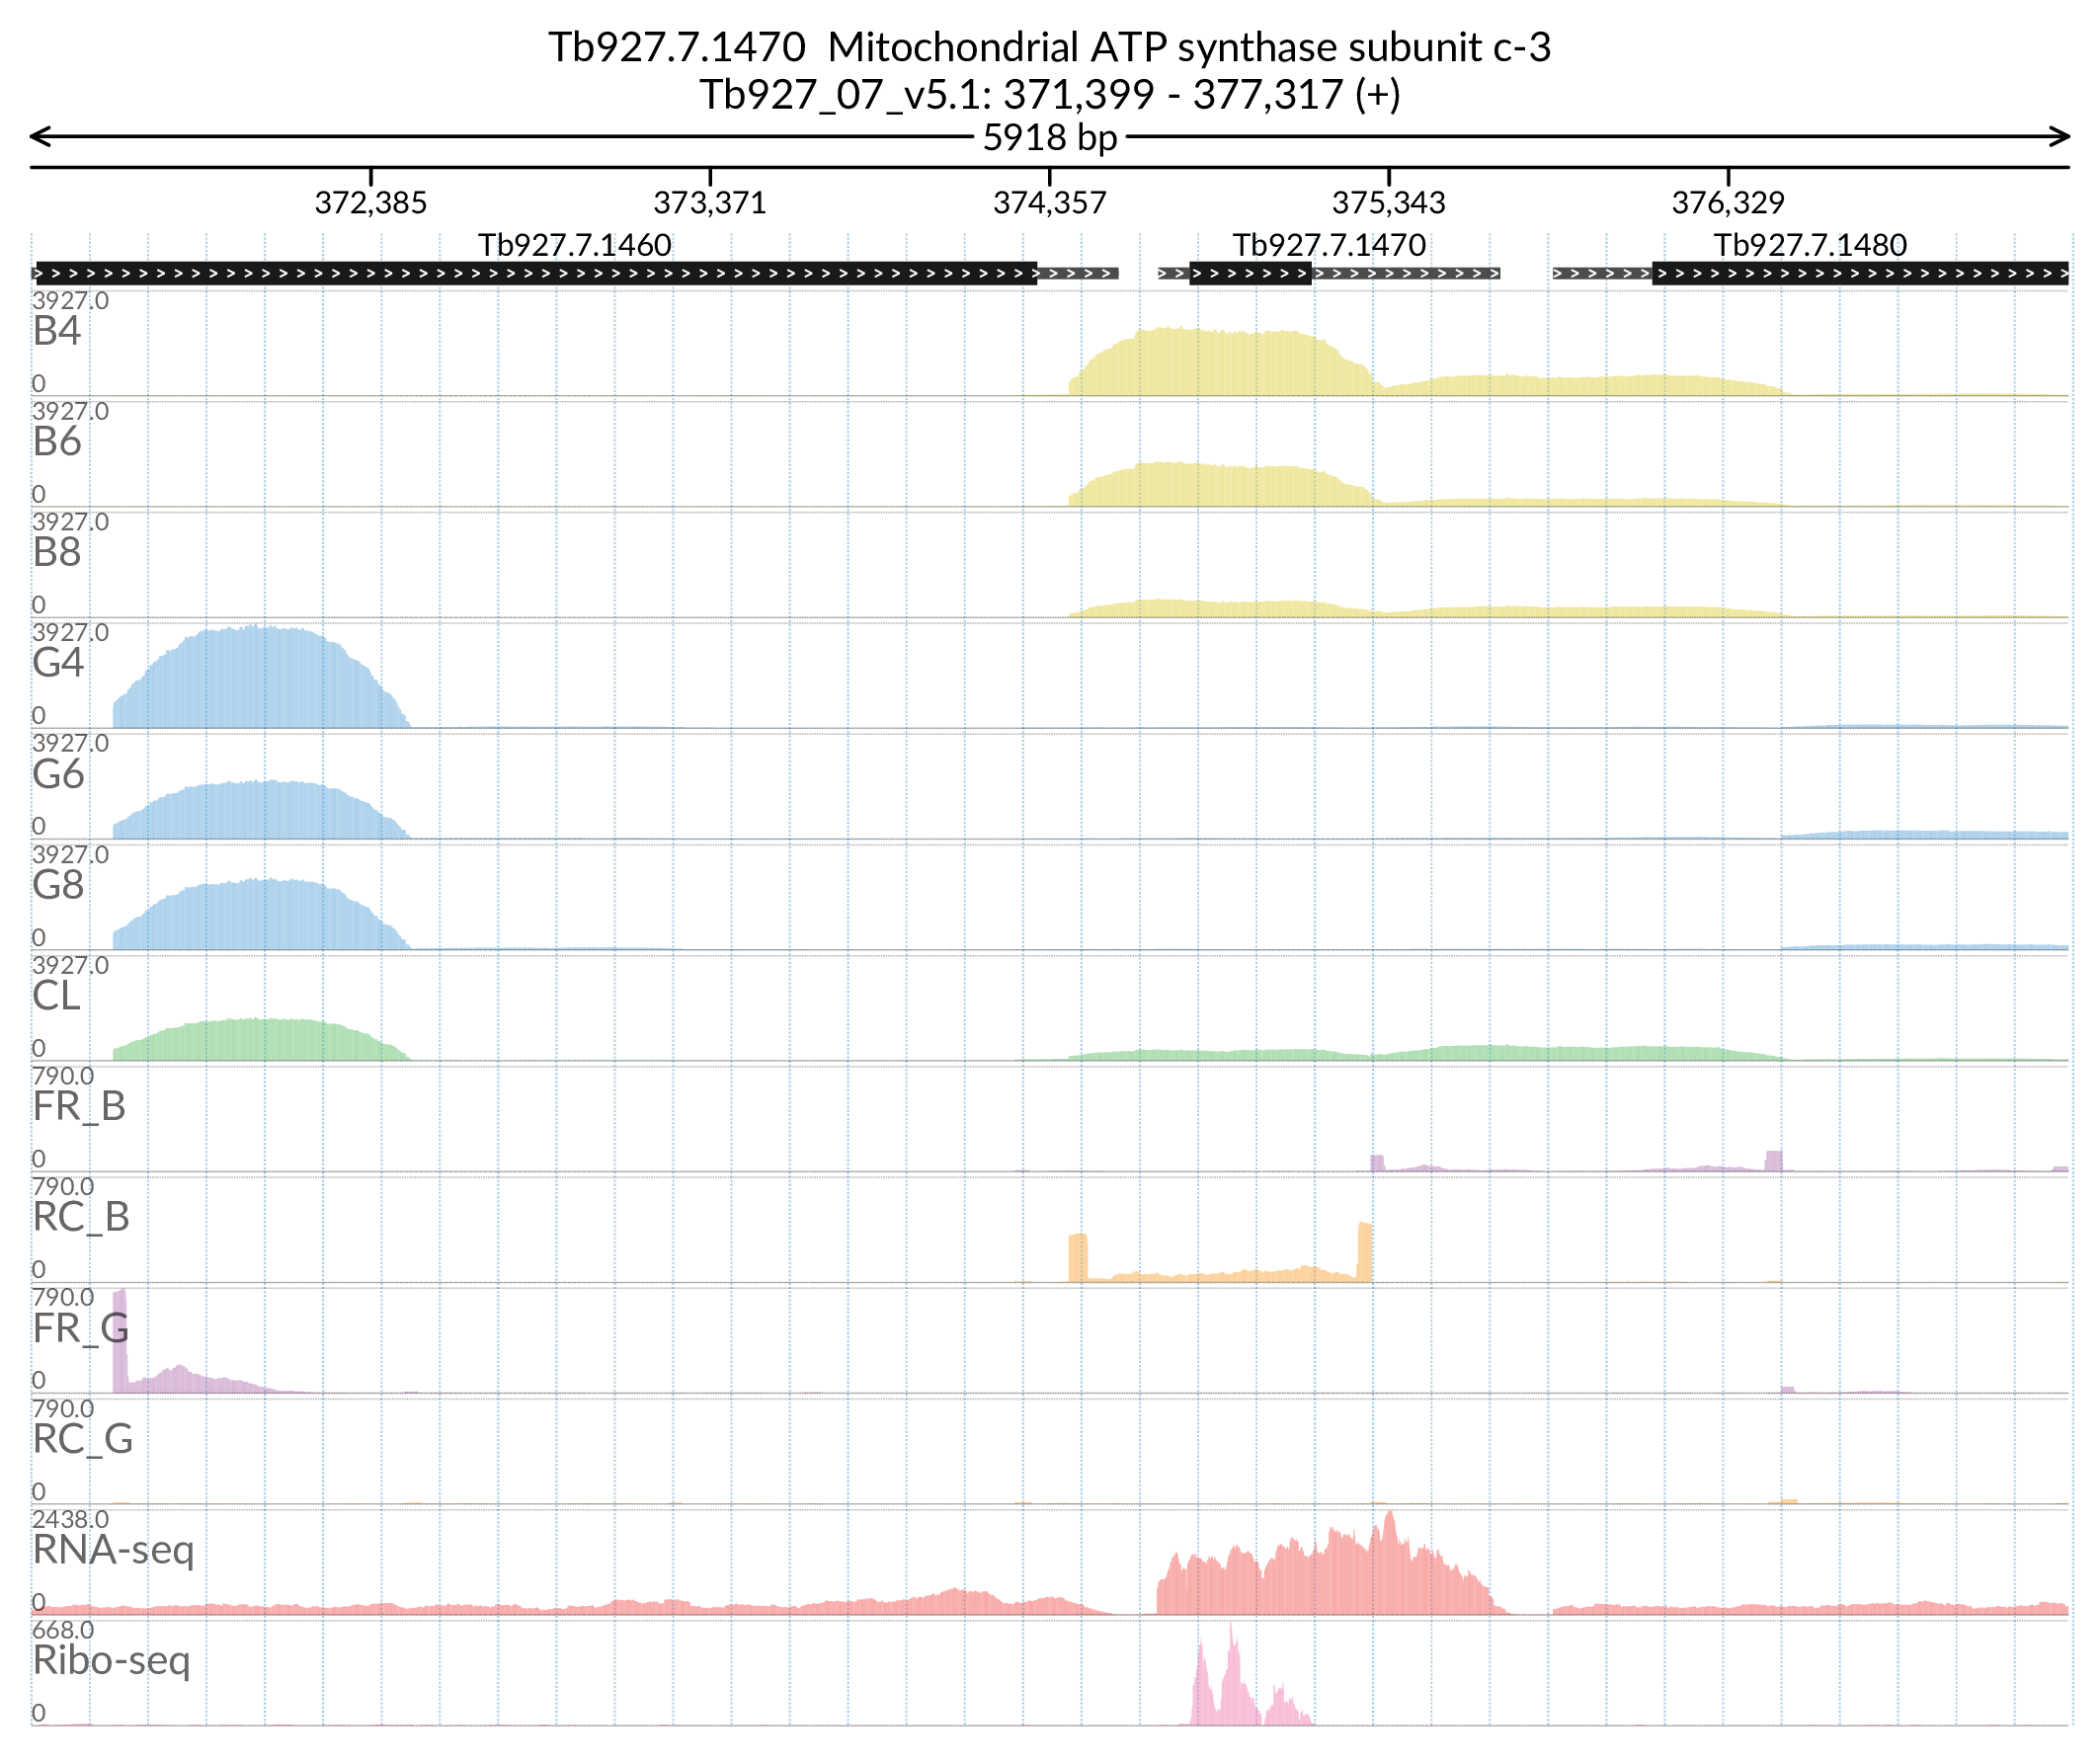 Tb927.7.1470  Mitochondrial ATP synthase subunit c-3
Tb927_07_v5.1: 371,399 - 377,317 (+)
5918 bp
372,385 373,371 374,357 375,343 376,329
Tb927.7.1460 Tb927.7.1470 Tb927.7.1480
3927.0
B4
0
3927.0
B6
0
3927.0
B8
0
3927.0
G4
0
3927.0
G6
0
3927.0
G8
0
3927.0
CL
0
790.0
FR_B
0
790.0
RC_B
0
790.0
FR_G
0
790.0
RC_G
0
2438.0
RNA-seq
0
668.0
Ribo-seq
0